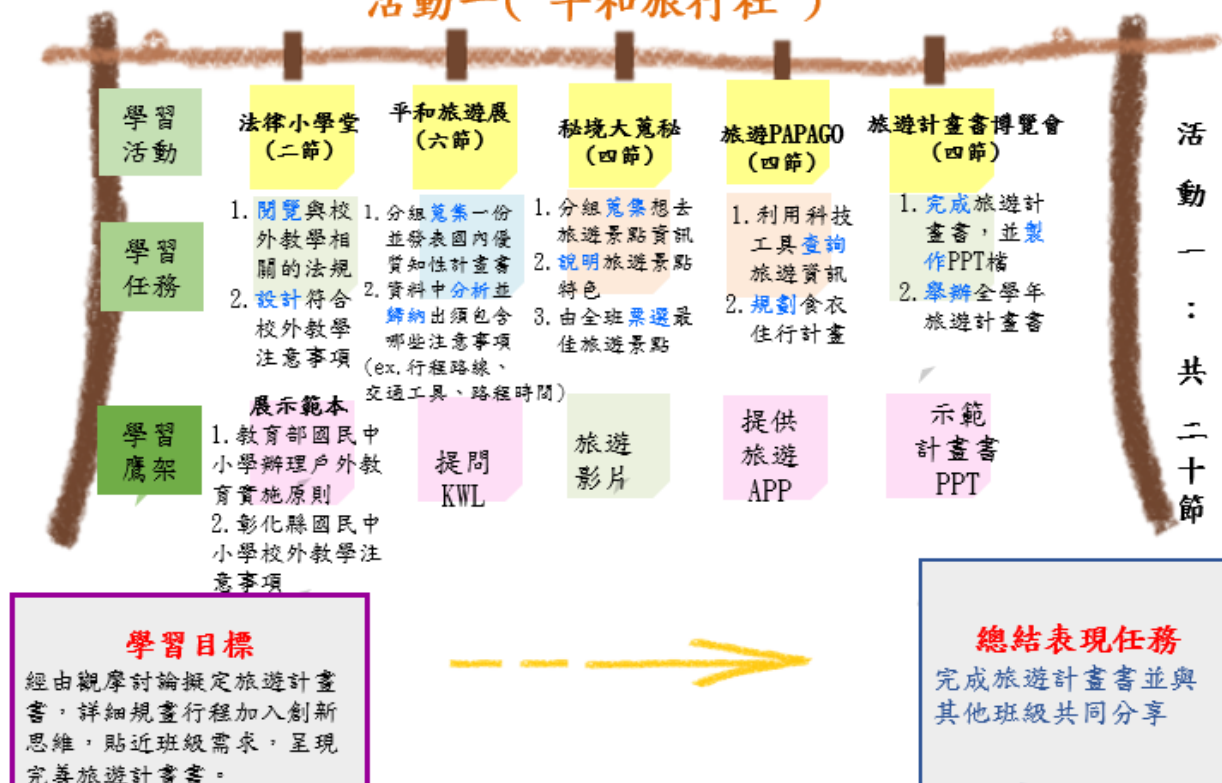 活動一( 平和旅行社 )
學習
活動
法律小學堂
(二節)
平和旅遊展
(六節)
秘境大蒐秘
(四節)
旅遊PAPAGO
(四節)
旅遊計畫書博覽會
(四節)
學習
任務
1. 閱覽與校
外教學相
關的法規
2. 設計符合
校外教學
注意事項
1. 分組蒐集一份
並發表國內優
質知性計畫書
2. 資料中分析並
歸納出須包含
哪些注意事項
(ex.行程路線、
交通工具、路程時間)
1. 分組蒐集想去
旅遊景點資訊
2. 說明旅遊景點
特色
3. 由全班票選最
佳旅遊景點
1. 利用科技
工具查詢
旅遊資訊
2. 規劃食衣
住行計畫
1. 完成旅遊計
畫書，並製
作PPT檔
2. 舉辦全學年
旅遊計畫書
學習
鷹架
展示範本
1. 教育部國民中
小學辦理戶外教
育實施原則
2. 彰化縣國民中
小學校外教學注
意事項
提問
KWL
旅遊
影片
提供
旅遊
APP
示範
計畫書
PPT
活動一：共二十節
學習目標
經由觀摩討論擬定旅遊計畫
書，詳細規畫行程加入創新
思維，貼近班級需求，呈現
完善旅遊計畫書。
總結表現任務
完成旅遊計畫書並與
其他班級共同分享